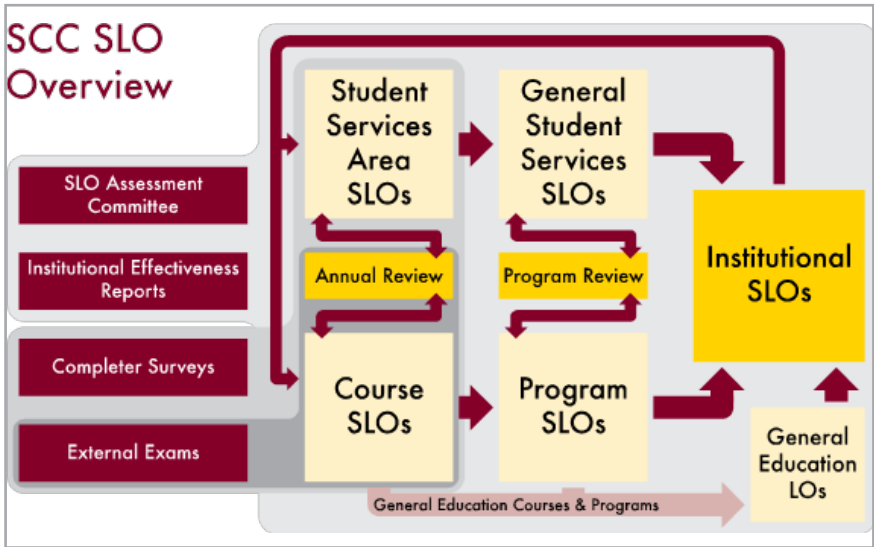 SCC SLO
Overview
Student
Services
Area
SLOs
General
Student
Services
SLOs
SLO Assessment
Committee
Institutional Effectiveness
Reports
Annual Review
Program Review
Institutional
SLOs
Completer Surveys
External Exams
Course
SLOs
Program
SLOs
General
Education
LOs
General Education Courses & Programs